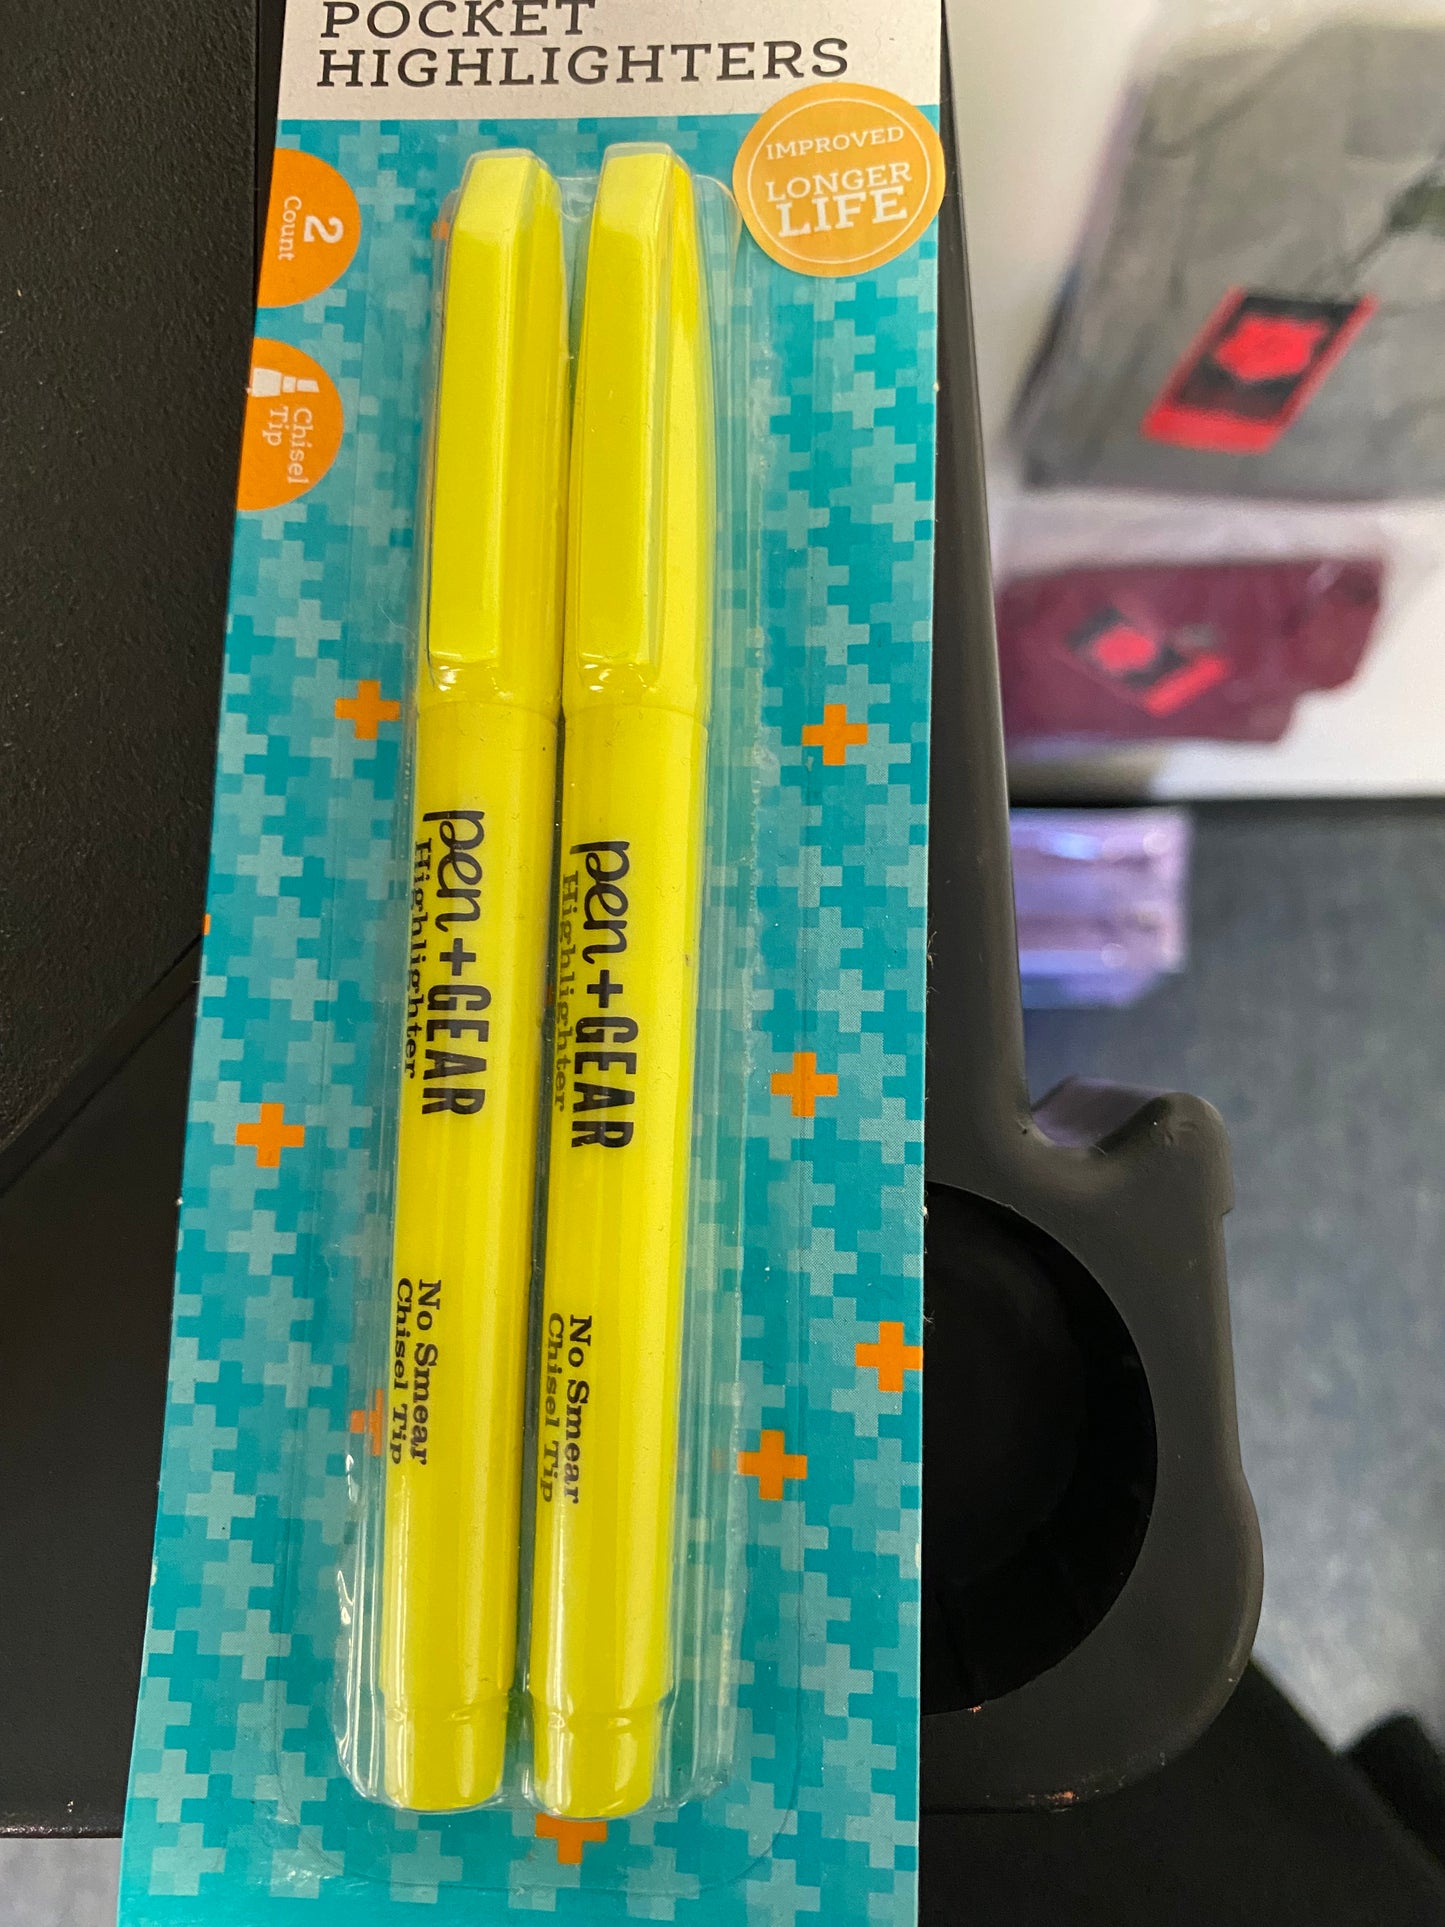 POCKET
HIGHLIGHTERS
IMPROVED
LONGER
LIFE
2
Count
Chisel
Tip
pen+GEAR
Highlighter
No Smear
Chisel Tip
pen+GEAR
Highlighter
No Smear
Chisel Tip